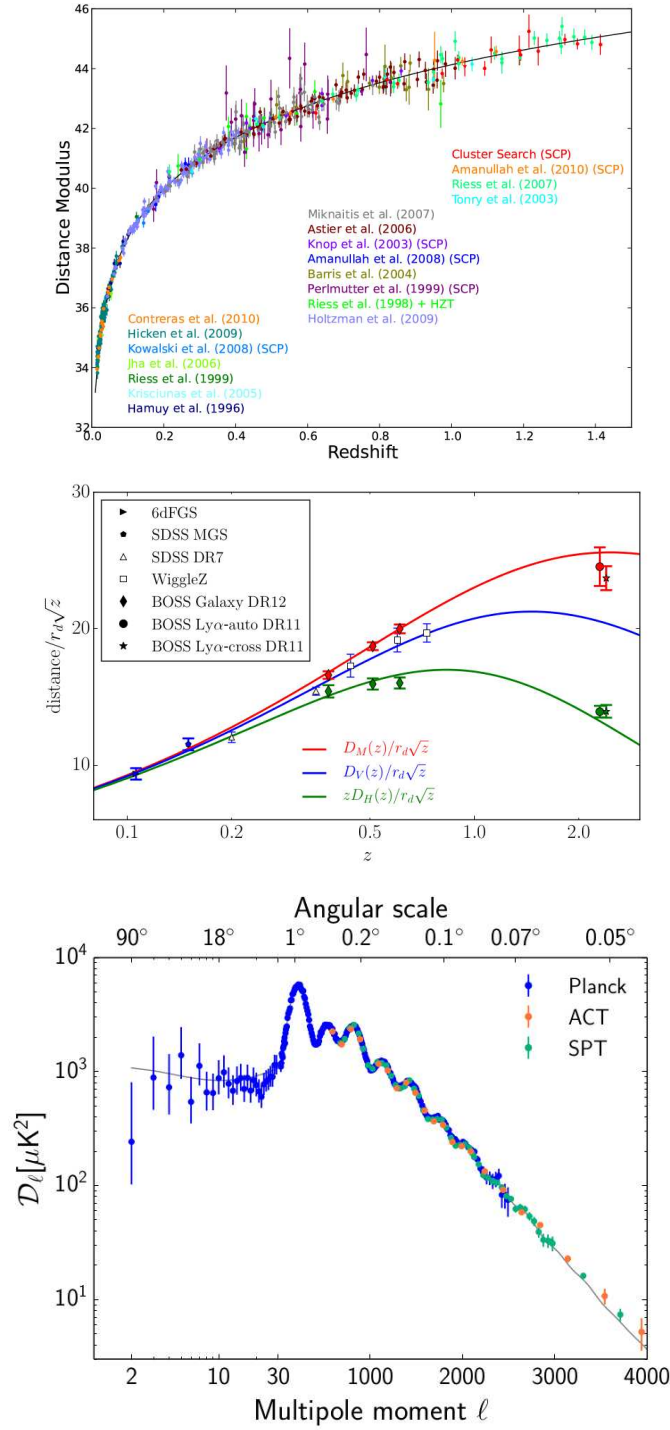 46
44
42
40
38
36
34
32
Distance Modulus
Cluster Search (SCP)
Amanullah et al. (2010) (SCP)
Riess et al. (2007)
Tonry et al. (2003)
Miknaitis et al. (2007)
Astier et al. (2006)
Knop et al. (2003) (SCP)
Amanullah et al. (2008) (SCP)
Barris et al. (2004)
Perlmutter et al. (1999) (SCP)
Riess et al. (1998) + HZT
Holtzman et al. (2009)
Contreras et al. (2010)
Hicken et al. (2009)
Kowalski et al. (2008) (SCP)
Jha et al. (2006)
Riess et al. (1999)
Krisciunas et al. (2005)
Hamuy et al. (1996)
0.0 0.2 0.4 0.6 0.8 1.0 1.2 1.4
Redshift
30
20
10
distance/r_d√z
6dFGS
SDSS MGS
SDSS DR7
WiggleZ
BOSS Galaxy DR12
BOSS Lyα-auto DR11
BOSS Lyα-cross DR11
D_M(z)/r_d√z
D_V(z)/r_d√z
zD_H(z)/r_d√z
0.1 0.2 0.5 1.0 2.0
z
Angular scale
90° 18° 1° 0.2° 0.1° 0.07° 0.05°
10⁴
10³
10²
10¹
𝒟_ℓ[μK²]
Planck
ACT
SPT
2 10 30 1000 2000 3000 4000
Multipole moment ℓ